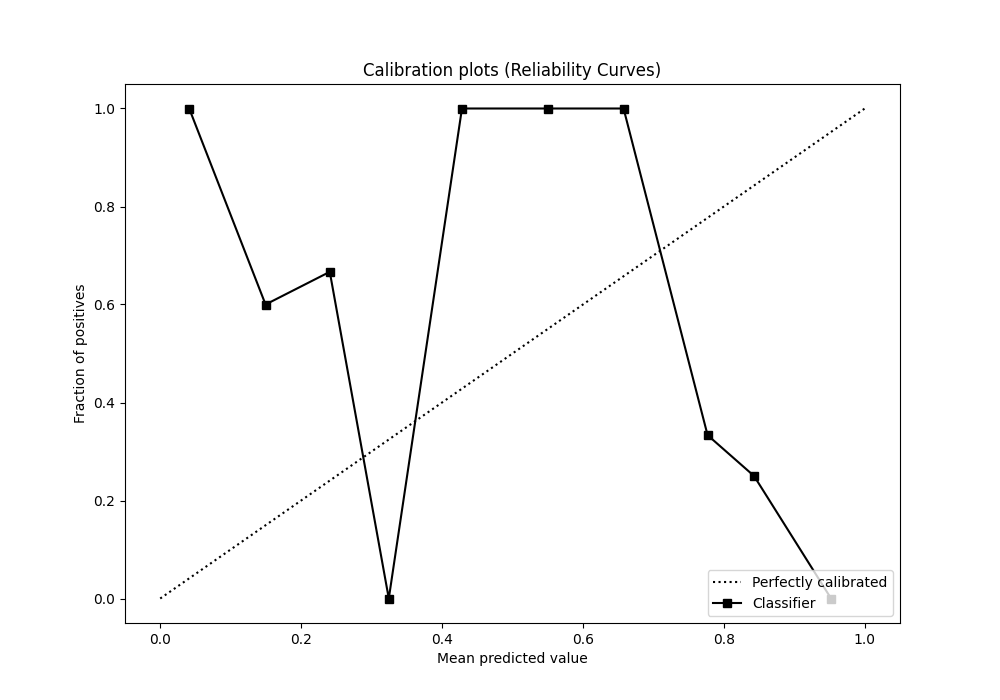 Calibration plots (Reliability Curves)
Fraction of positives
1.0
0.8
0.6
0.4
0.2
0.0
0.0 0.2 0.4 0.6 0.8 1.0
Mean predicted value
Perfectly calibrated
Classifier